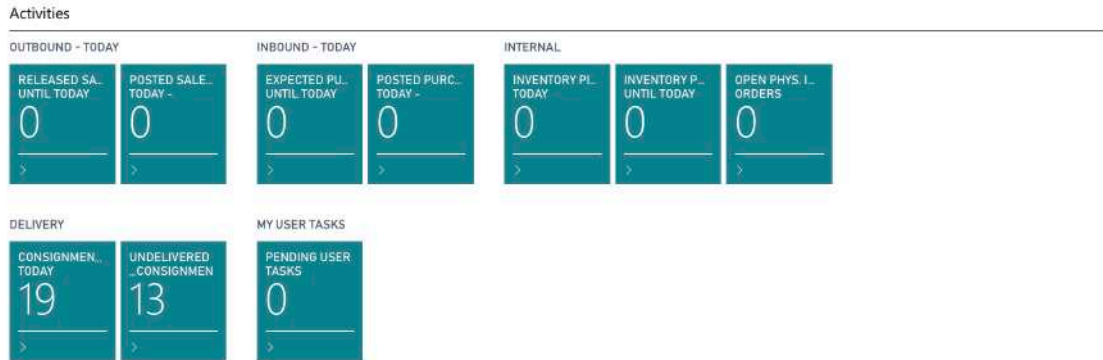 Activities
OUTBOUND - TODAY
RELEASED SA...
UNTIL TODAY
0
POSTED SALE...
TODAY -
0
INBOUND - TODAY
EXPECTED PU...
UNTIL TODAY
0
POSTED PURC...
TODAY -
0
INTERNAL
INVENTORY PI...
TODAY
0
INVENTORY P...
UNTIL TODAY
0
OPEN PHYS. I...
ORDERS
0
DELIVERY
CONSIGNMEN...
TODAY
19
UNDELIVERED
...CONSIGNMEN
13
MY USER TASKS
PENDING USER
TASKS
0